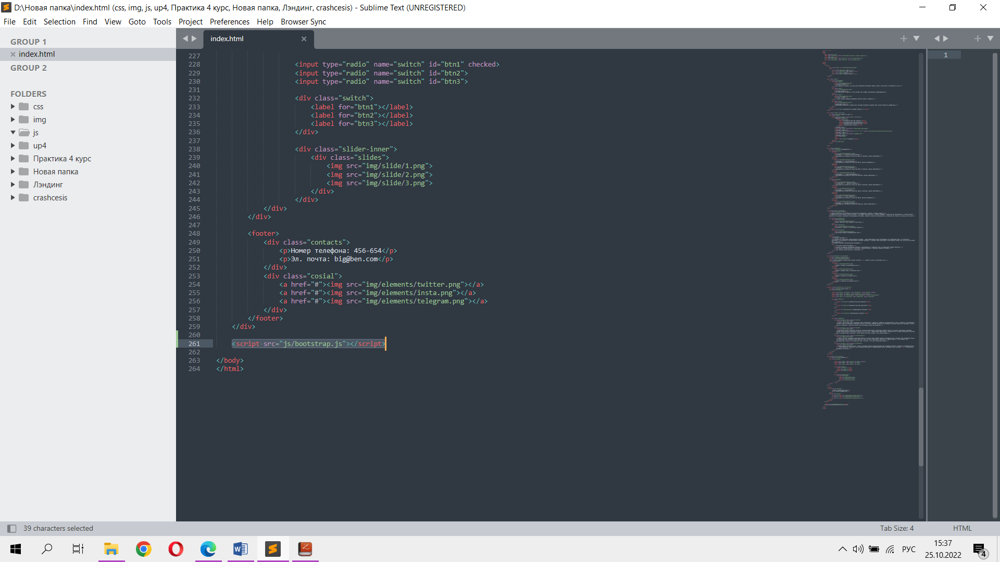 D:\Новая папка\index.html (css, img, js, up4, Практика 4 курс, Новая папка, Лэндинг, crashcesis) - Sublime Text (UNREGISTERED)
File Edit Selection Find View Goto Tools Project Preferences Help Browser Sync
GROUP 1
index.html
GROUP 2
FOLDERS
css
img
js
up4
Практика 4 курс
Новая папка
Лэндинг
crashcesis
index.html
227
228 <input type="radio" name="switch" id="btn1" checked>
229 <input type="radio" name="switch" id="btn2">
230 <input type="radio" name="switch" id="btn3">
231
232 <div class="switch">
233 <label for="btn1"></label>
234 <label for="btn2"></label>
235 <label for="btn3"></label>
236 </div>
237
238 <div class="slider-inner">
239 <div class="slides">
240 <img src="img/slide/1.png">
241 <img src="img/slide/2.png">
242 <img src="img/slide/3.png">
243 </div>
244 </div>
245 </div>
246 </div>
247
248 <footer>
249 <div class="contacts">
250 <p>Номер телефона: 456-654</p>
251 <p>Эл. почта: big@ben.com</p>
252 </div>
253 <div class="cosial">
254 <a href="#"><img src="img/elements/twitter.png"></a>
255 <a href="#"><img src="img/elements/insta.png"></a>
256 <a href="#"><img src="img/elements/telegram.png"></a>
257 </div>
258 </footer>
259 </div>
260
261 <script src="js/bootstrap.js"></script>
262
263 </body>
264 </html>
1
39 characters selected
Tab Size: 4
HTML
РУС
15:37
25.10.2022
4